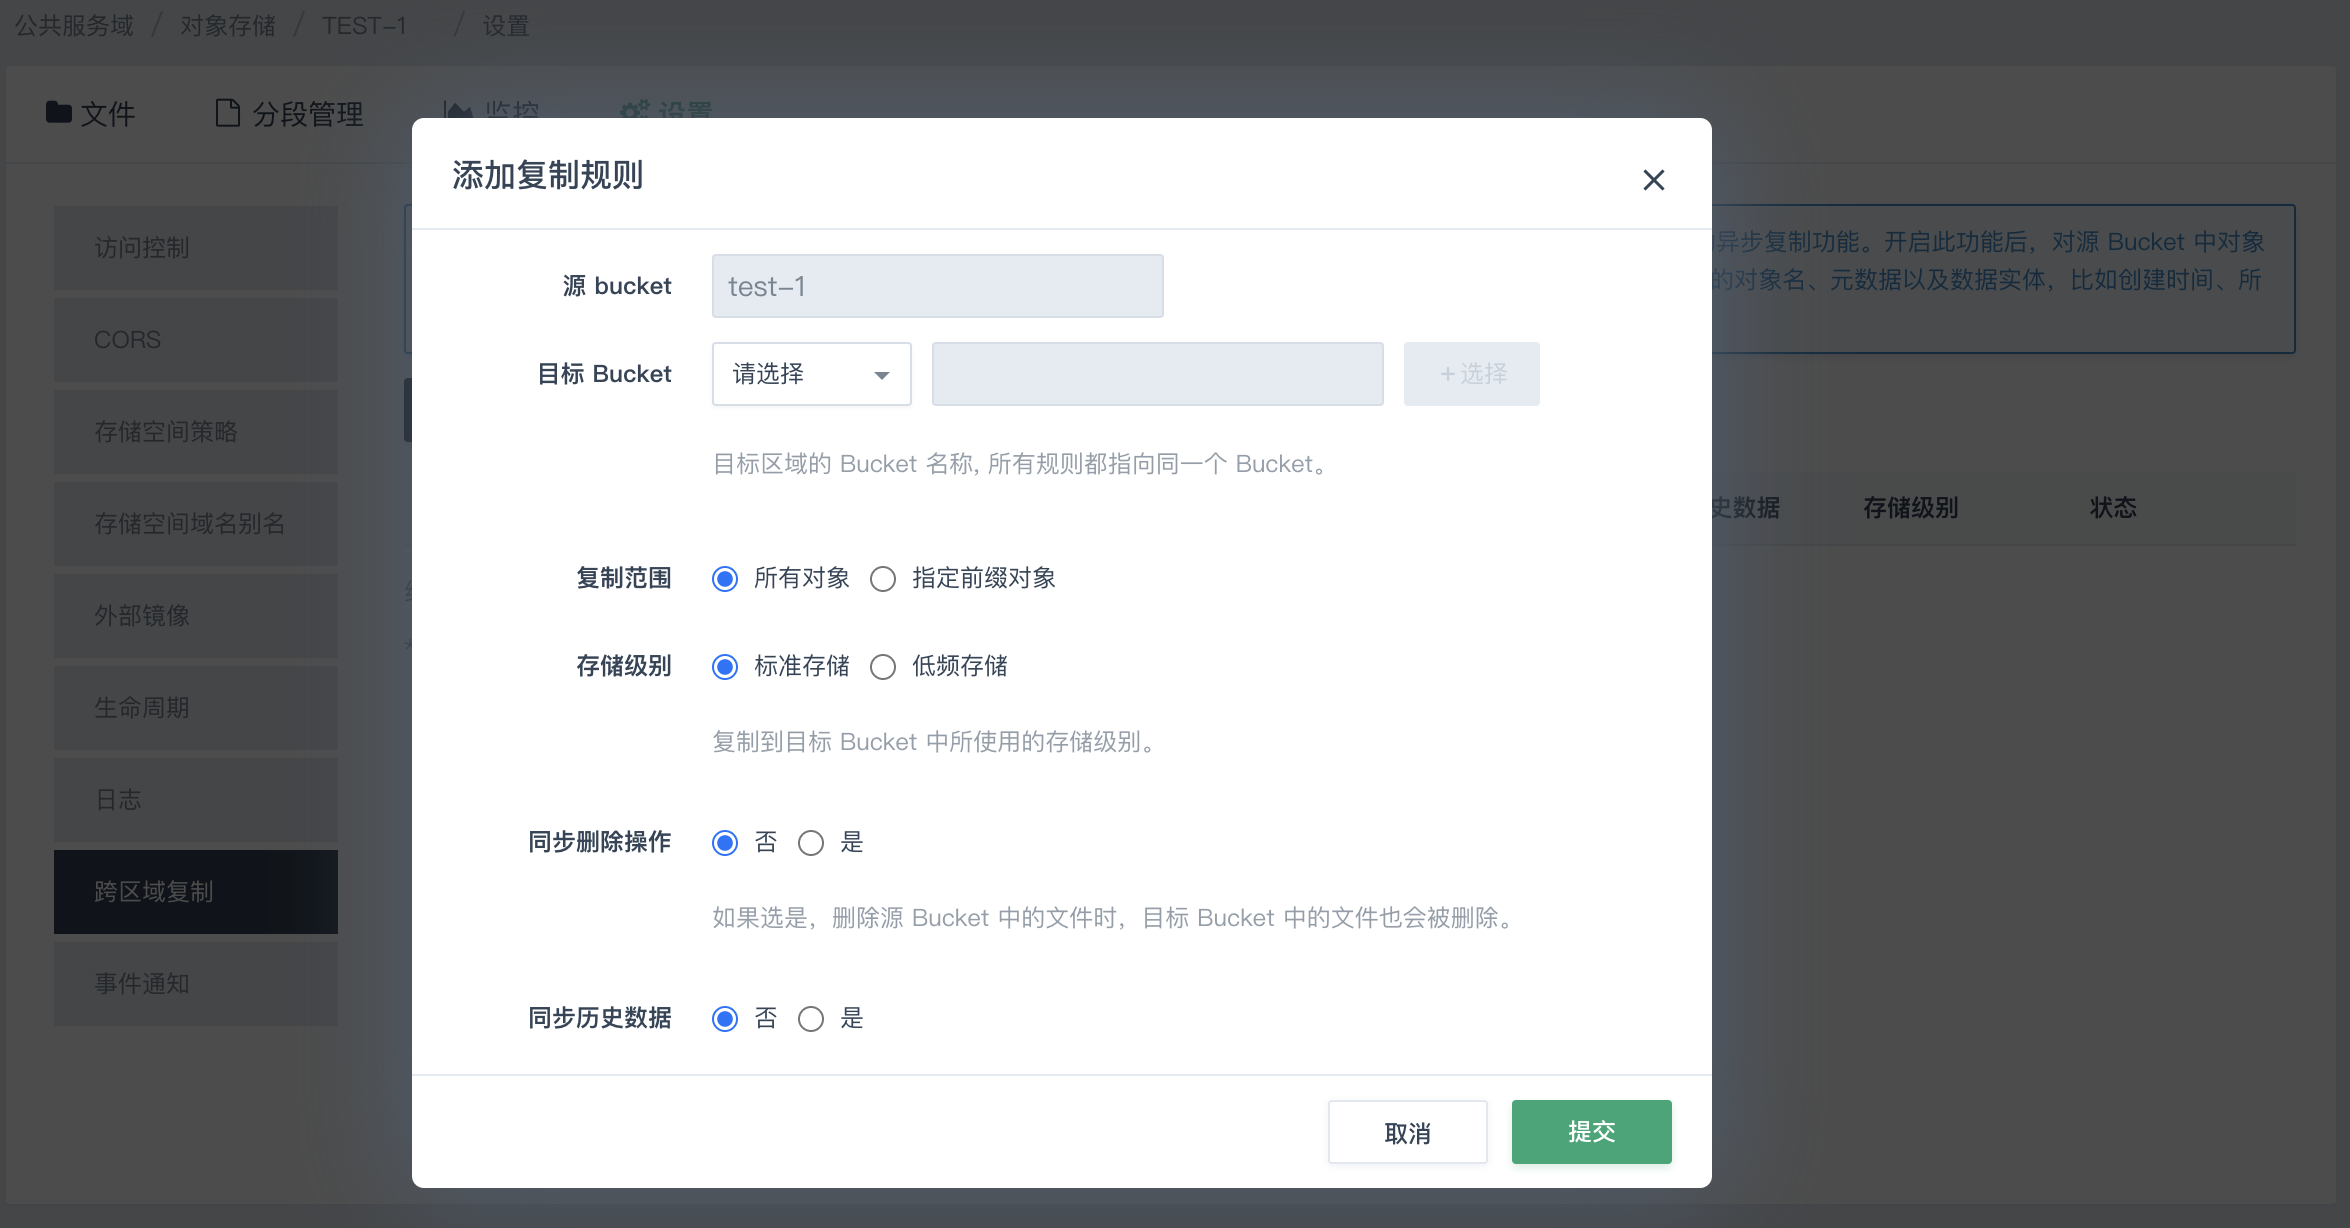 公共服务域 / 对象存储 / TEST-1 / 设置
文件 分段管理 监控 设置
访问控制
CORS
存储空间策略
存储空间域名别名
外部镜像
生命周期
日志
跨区域复制
事件通知
异步复制功能。开启此功能后，对源 Bucket 中对象
的对象名、元数据以及数据实体，比如创建时间、所
史数据 存储级别 状态
添加复制规则
源 bucket test-1
目标 Bucket 请选择 +选择
目标区域的 Bucket 名称, 所有规则都指向同一个 Bucket。
复制范围 所有对象 指定前缀对象
存储级别 标准存储 低频存储
复制到目标 Bucket 中所使用的存储级别。
同步删除操作 否 是
如果选是，删除源 Bucket 中的文件时，目标 Bucket 中的文件也会被删除。
同步历史数据 否 是
取消 提交